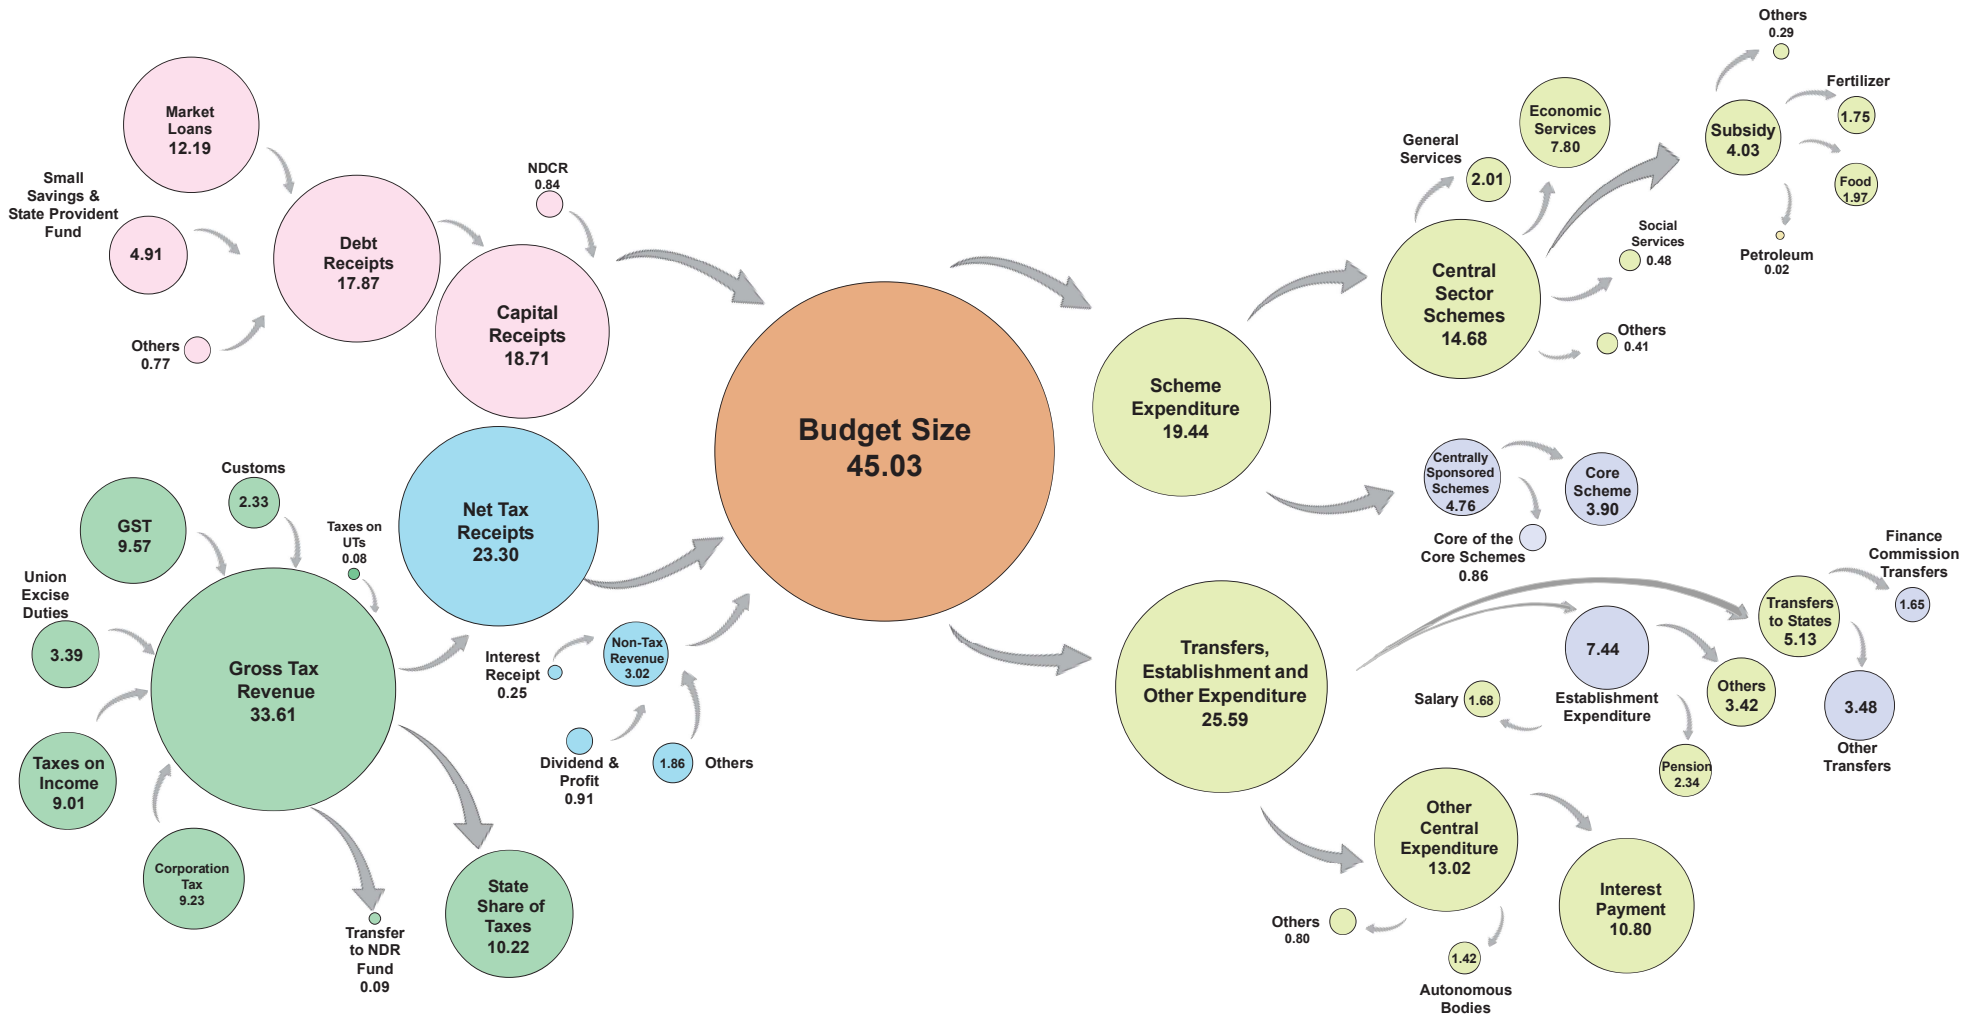 Market
Loans
12.19
Small
Savings &
State Provident
Fund
4.91
Others
0.77
Debt
Receipts
17.87
NDCR
0.84
Capital
Receipts
18.71
Customs
2.33
GST
9.57
Taxes on
UTs
0.08
Union
Excise
Duties
3.39
Gross Tax
Revenue
33.61
Taxes on
Income
9.01
Corporation
Tax
9.23
Transfer
to NDR
Fund
0.09
State
Share of
Taxes
10.22
Net Tax
Receipts
23.30
Interest
Receipt
0.25
Non-Tax
Revenue
3.02
Dividend &
Profit
0.91
1.86
Others
Budget Size
45.03
Scheme
Expenditure
19.44
Central
Sector
Schemes
14.68
General
Services
2.01
Economic
Services
7.80
Subsidy
4.03
Others
0.29
Fertilizer
1.75
Food
1.97
Petroleum
0.02
Social
Services
0.48
Others
0.41
Centrally
Sponsored
Schemes
4.76
Core
Scheme
3.90
Core of the
Core Schemes
0.86
Transfers,
Establishment and
Other Expenditure
25.59
Transfers
to States
5.13
Finance
Commission
Transfers
1.65
3.48
Other
Transfers
7.44
Establishment
Expenditure
Others
3.42
Salary
1.68
Pension
2.34
Other
Central
Expenditure
13.02
Interest
Payment
10.80
Others
0.80
1.42
Autonomous
Bodies